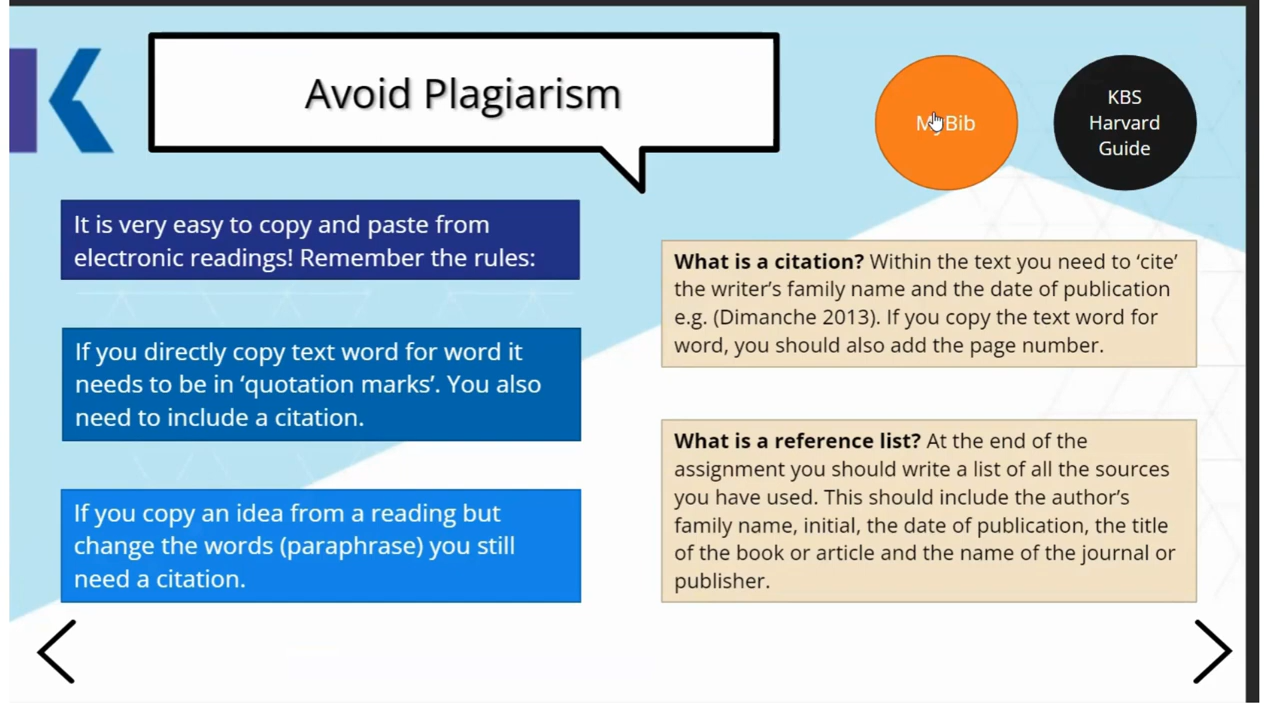 Avoid Plagiarism
MyBib
KBS
Harvard
Guide
It is very easy to copy and paste from
electronic readings! Remember the rules:
If you directly copy text word for word it
needs to be in ‘quotation marks’. You also
need to include a citation.
If you copy an idea from a reading but
change the words (paraphrase) you still
need a citation.
What is a citation? Within the text you need to ‘cite’
the writer’s family name and the date of publication
e.g. (Dimanche 2013). If you copy the text word for
word, you should also add the page number.
What is a reference list? At the end of the
assignment you should write a list of all the sources
you have used. This should include the author’s
family name, initial, the date of publication, the title
of the book or article and the name of the journal or
publisher.